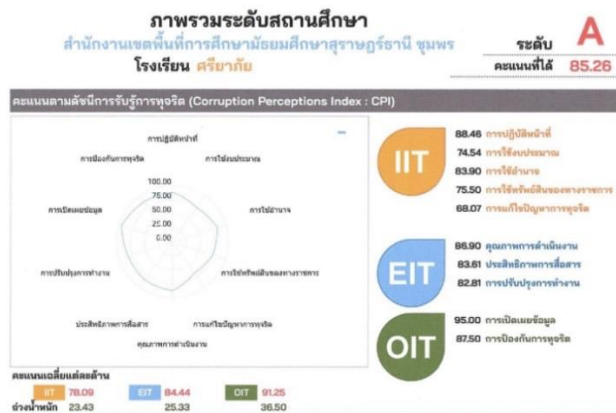 ภาพรวมระดับสถานศึกษา
สำนักงานเขตพื้นที่การศึกษามัธยมศึกษาสุราษฎร์ธานี ชุมพร
โรงเรียน ศรียาภัย
ระดับ A
คะแนนที่ได้ 85.26
คะแนนตามดัชนีการรับรู้การทุจริต (Corruption Perceptions Index : CPI)
การปฏิบัติหน้าที่
การป้องกันการทุจริต
การใช้งบประมาณ
100.00
75.00
50.00
25.00
0.00
การเปิดเผยข้อมูล
การใช้อำนาจ
การปรับปรุงการทำงาน
การใช้ทรัพย์สินของทางราชการ
ประสิทธิภาพการสื่อสาร
การแก้ไขปัญหาการทุจริต
คุณภาพการดำเนินงาน
IIT
88.46 การปฏิบัติหน้าที่
74.54 การใช้งบประมาณ
83.90 การใช้อำนาจ
75.50 การใช้ทรัพย์สินของทางราชการ
68.07 การแก้ไขปัญหาการทุจริต
EIT
86.90 คุณภาพการดำเนินงาน
83.61 ประสิทธิภาพการสื่อสาร
82.81 การปรับปรุงการทำงาน
OIT
95.00 การเปิดเผยข้อมูล
87.50 การป้องกันการทุจริต
คะแนนเฉลี่ยแต่ละด้าน
IIT 78.09 EIT 84.44 OIT 91.25
ถ่วงน้ำหนัก 23.43 25.33 36.50